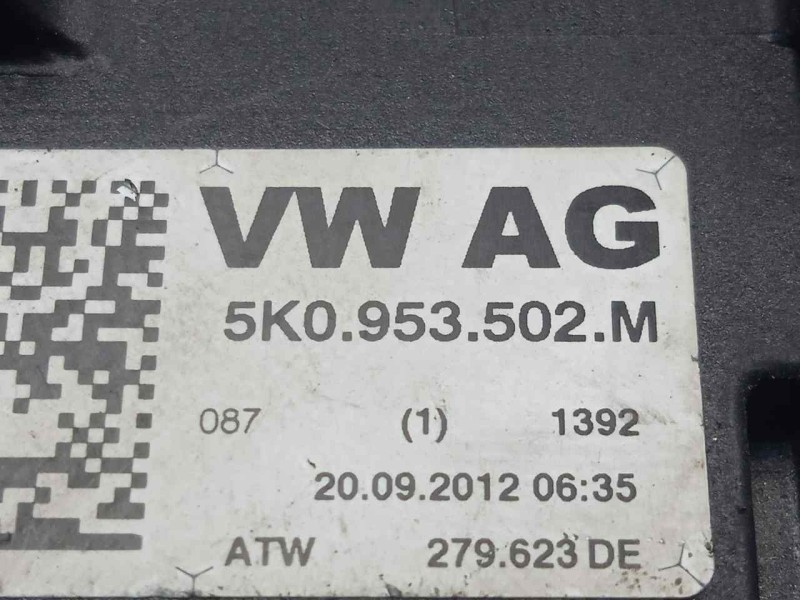 VW AG
5K0.953.502.M
087 (1) 1392
20.09.2012 06:35
ATW 279.623 DE